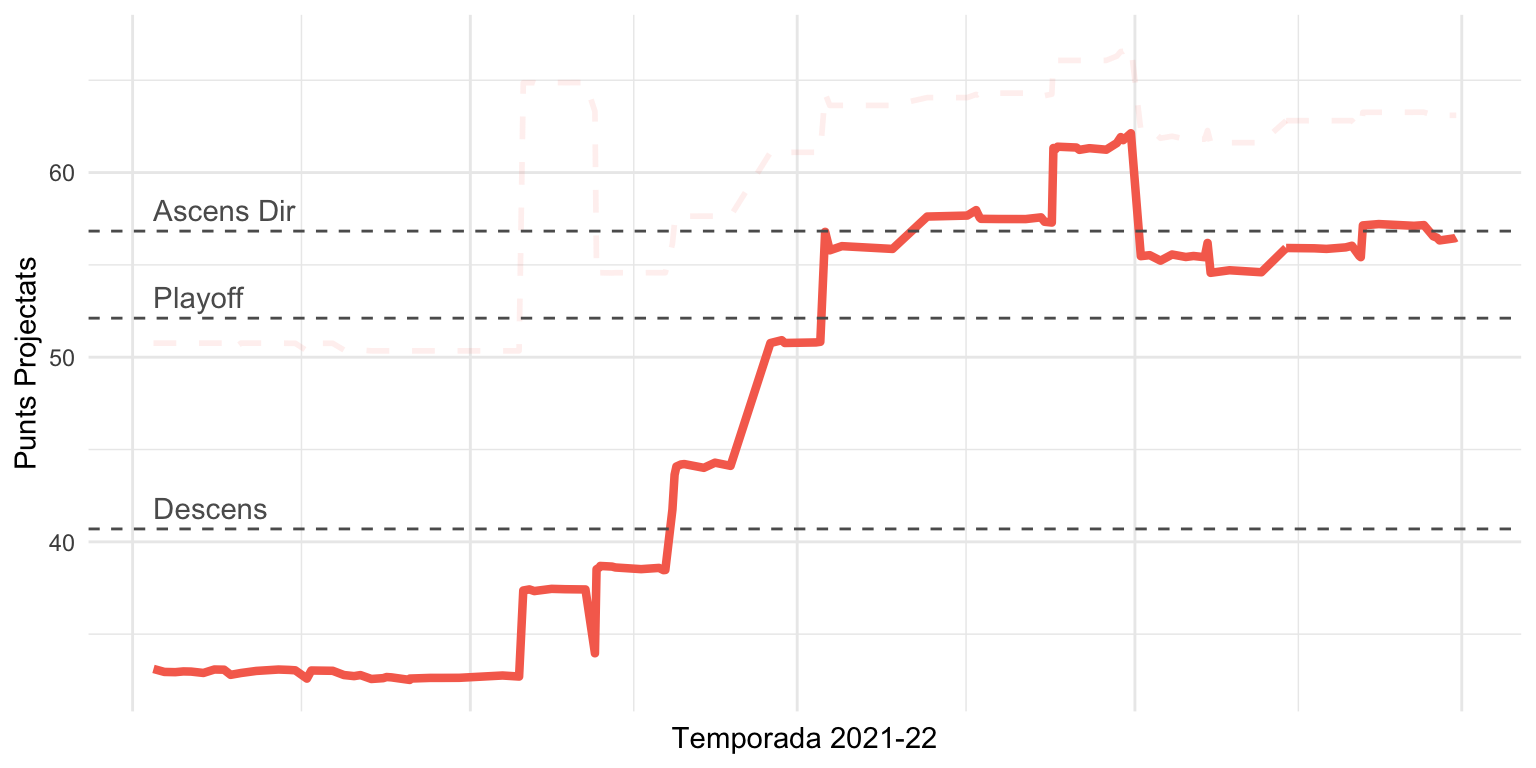 60
Ascens Dir
Playoff
50
Descens
40
Punts Projectats
Temporada 2021-22